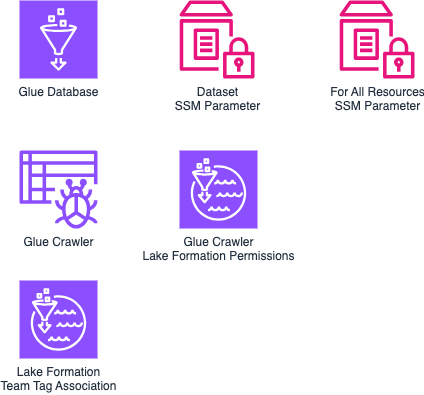 Glue Database
Dataset
SSM Parameter
For All Resources
SSM Parameter
Glue Crawler
Glue Crawler
Lake Formation Permissions
Lake Formation
Team Tag Association